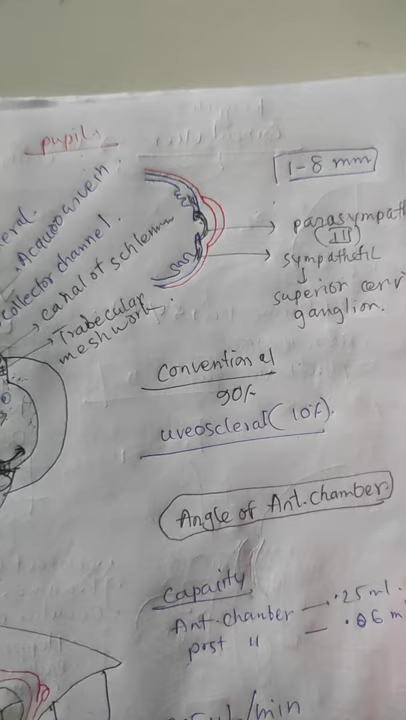 pupil
1-8 mm
Aqueous vein.
collector channel.
canal of schlemm
Trabecular
meshwork.
parasympath
(III)
sympathetic
superior cerv
ganglion.
Conventional
90%
uveoscleral (10%).
Angle of Ant. chamber
Capacity
Ant. chamber → .25 ml.
post " — .06 m
/min